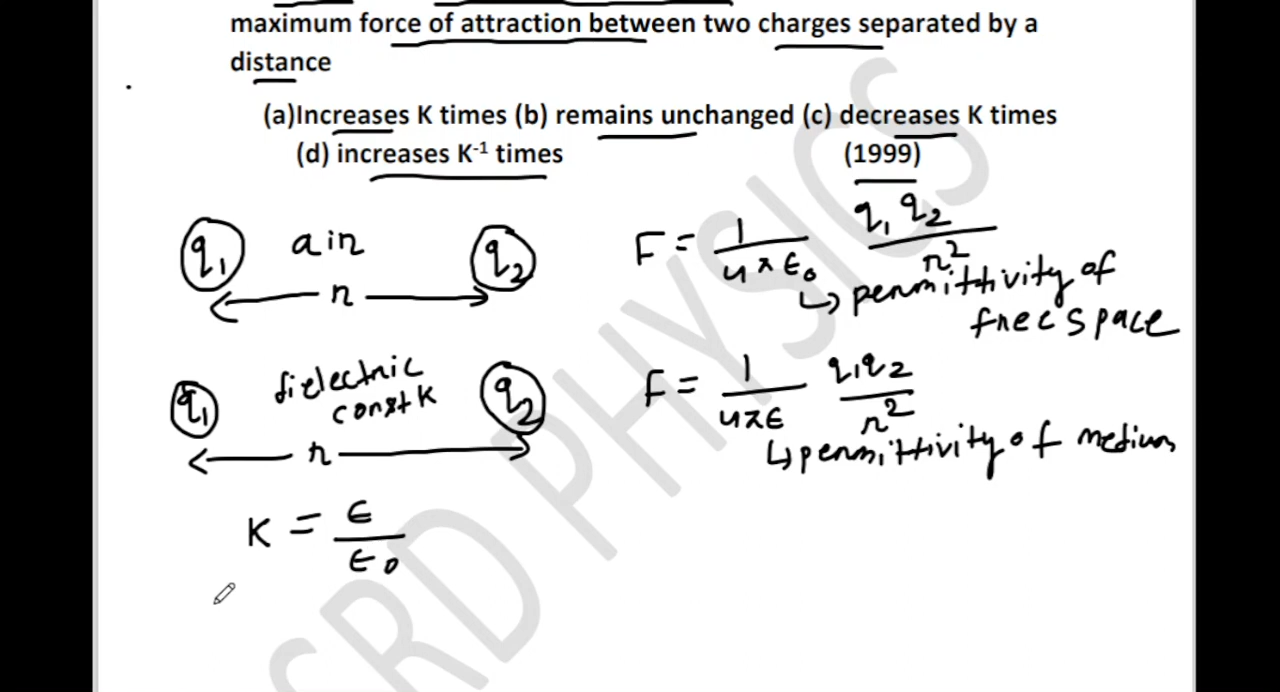 maximum force of attraction between two charges separated by a
distance
(a)Increases K times (b) remains unchanged (c) decreases K times
(d) increases K⁻¹ times (1999)
q₁ air q₂
r
F = 1/4πϵ₀ q₁q₂/r²
↳ permittivity of
free space
q₁ dielectric const K q₂
r
F = 1/4πϵ q₁q₂/r²
↳ permittivity of medium
K = ϵ/ϵ₀
SRD PHYSICS